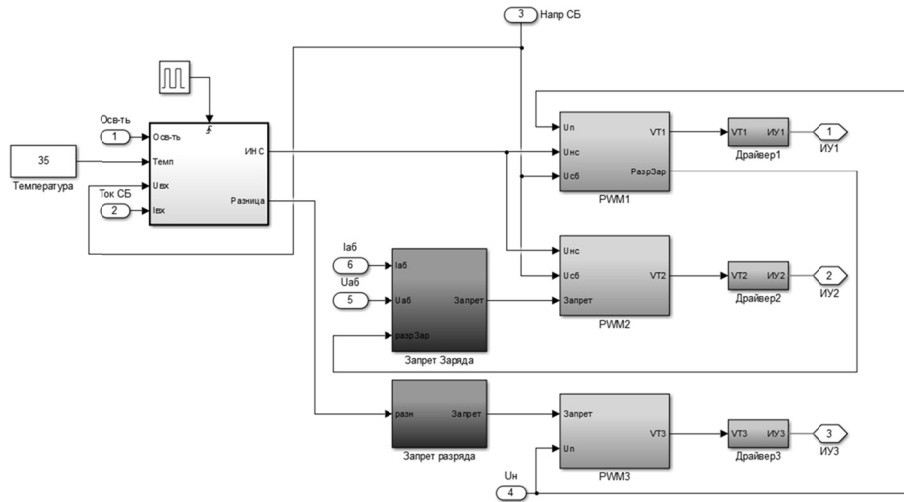 3
Напр СБ
Осв-ть
1
35
Температура
Ток СБ
2
Осв-ть
Темп
Uвх
Iвх
ИНС
Разница
Uп
Uнс
Uсб
VT1
РазрЗар
PWM1
VT1
ИУ1
Драйвер1
1
ИУ1
Iаб
6
Uаб
5
Iаб
Uаб
разрЗар
Запрет
Запрет Заряда
Uнс
Uсб
Запрет
VT2
PWM2
VT2
ИУ2
Драйвер2
2
ИУ2
разн
Запрет
Запрет разряда
Запрет
Uп
VT3
PWM3
VT3
ИУ3
Драйвер3
3
ИУ3
Uн
4